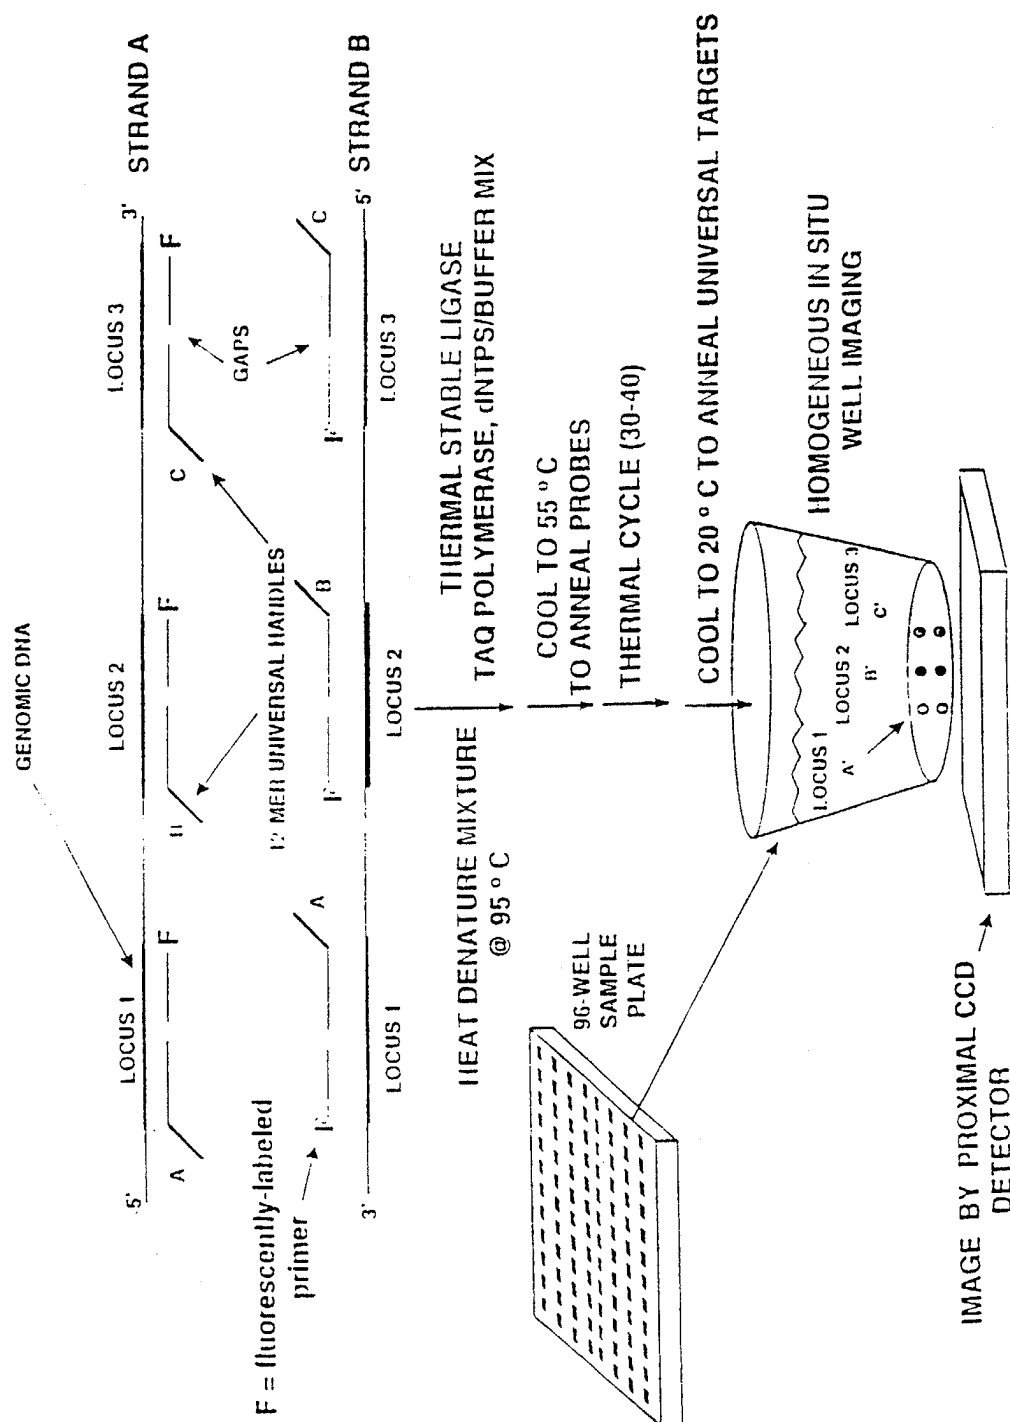 GENOMIC DNA
5'
LOCUS 1
LOCUS 2
LOCUS 3
3'
STRAND A
A
F
B
F
C
F
GAPS
12 MER UNIVERSAL HANDLES
F = fluorescently-labeled
primer
F
A
F
B
F
C
3'
LOCUS 1
LOCUS 2
LOCUS 3
5'
STRAND B
HEAT DENATURE MIXTURE
@ 95 °C
THERMAL STABLE LIGASE
TAQ POLYMERASE, dNTPS/BUFFER MIX
COOL TO 55 °C
TO ANNEAL PROBES
THERMAL CYCLE (30-40)
COOL TO 20 °C TO ANNEAL UNIVERSAL TARGETS
96-WELL
SAMPLE
PLATE
LOCUS 1
LOCUS 2
LOCUS 3
A'
B'
C'
HOMOGENEOUS IN SITU
WELL IMAGING
IMAGE BY PROXIMAL CCD
DETECTOR